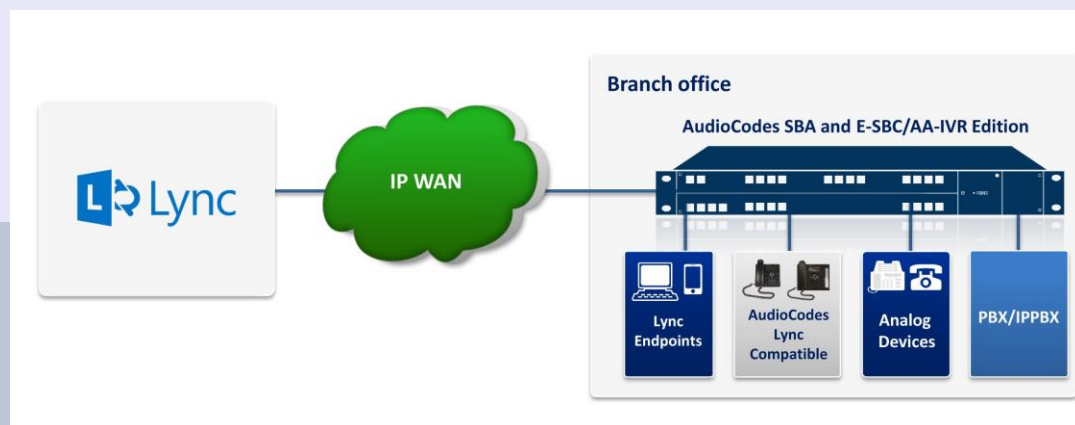 Branch office
AudioCodes SBA and E-SBC/AA-IVR Edition
Lync
IP WAN
Lync
Endpoints
AudioCodes
Lync
Compatible
Analog
Devices
PBX/IPPBX